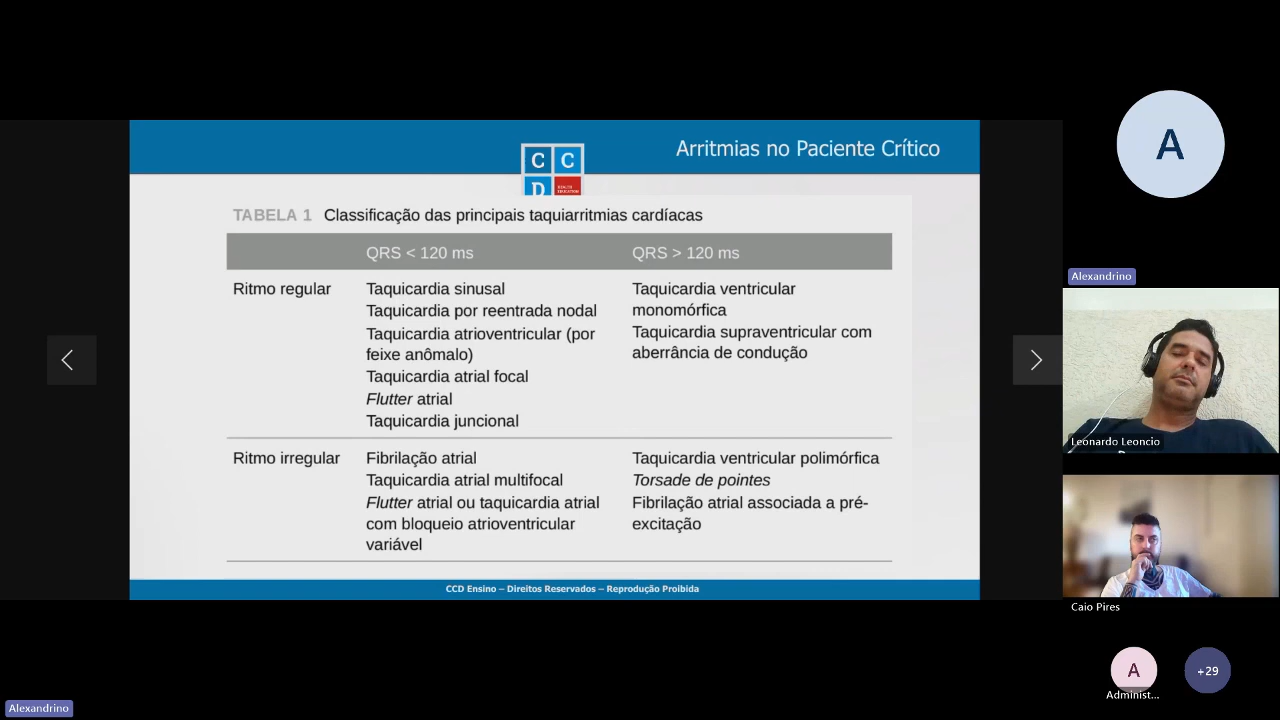 Arritmias no Paciente Crítico
C C
D
TABELA 1 Classificação das principais taquiarritmias cardíacas
QRS < 120 ms QRS > 120 ms
Ritmo regular
Taquicardia sinusal
Taquicardia por reentrada nodal
Taquicardia atrioventricular (por
feixe anômalo)
Taquicardia atrial focal
Flutter atrial
Taquicardia juncional
Taquicardia ventricular
monomórfica
Taquicardia supraventricular com
aberrância de condução
Ritmo irregular
Fibrilação atrial
Taquicardia atrial multifocal
Flutter atrial ou taquicardia atrial
com bloqueio atrioventricular
variável
Taquicardia ventricular polimórfica
Torsade de pointes
Fibrilação atrial associada a pré-
excitação
CCD Ensino – Direitos Reservados – Reprodução Proibida
A
Alexandrino
Leonardo Leoncio
Caio Pires
A
Administ...
+29
Alexandrino